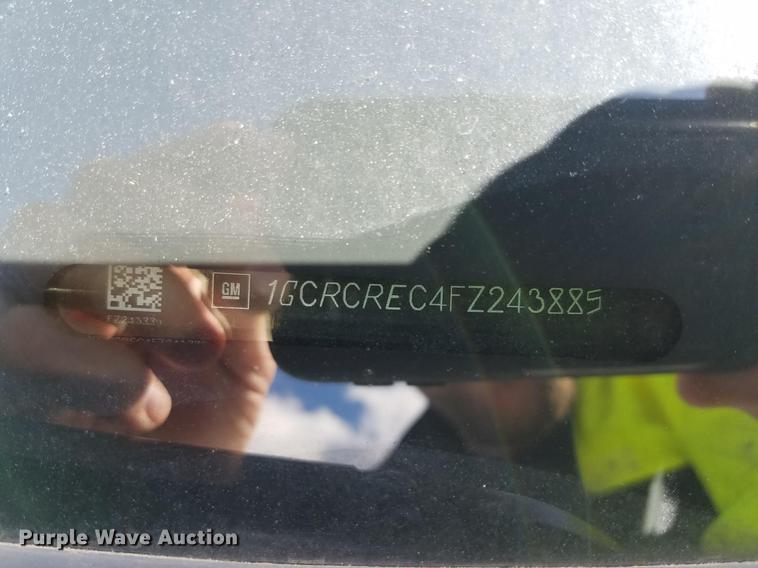 GM
1GCRCREC4FZ243885
Purple Wave Auction